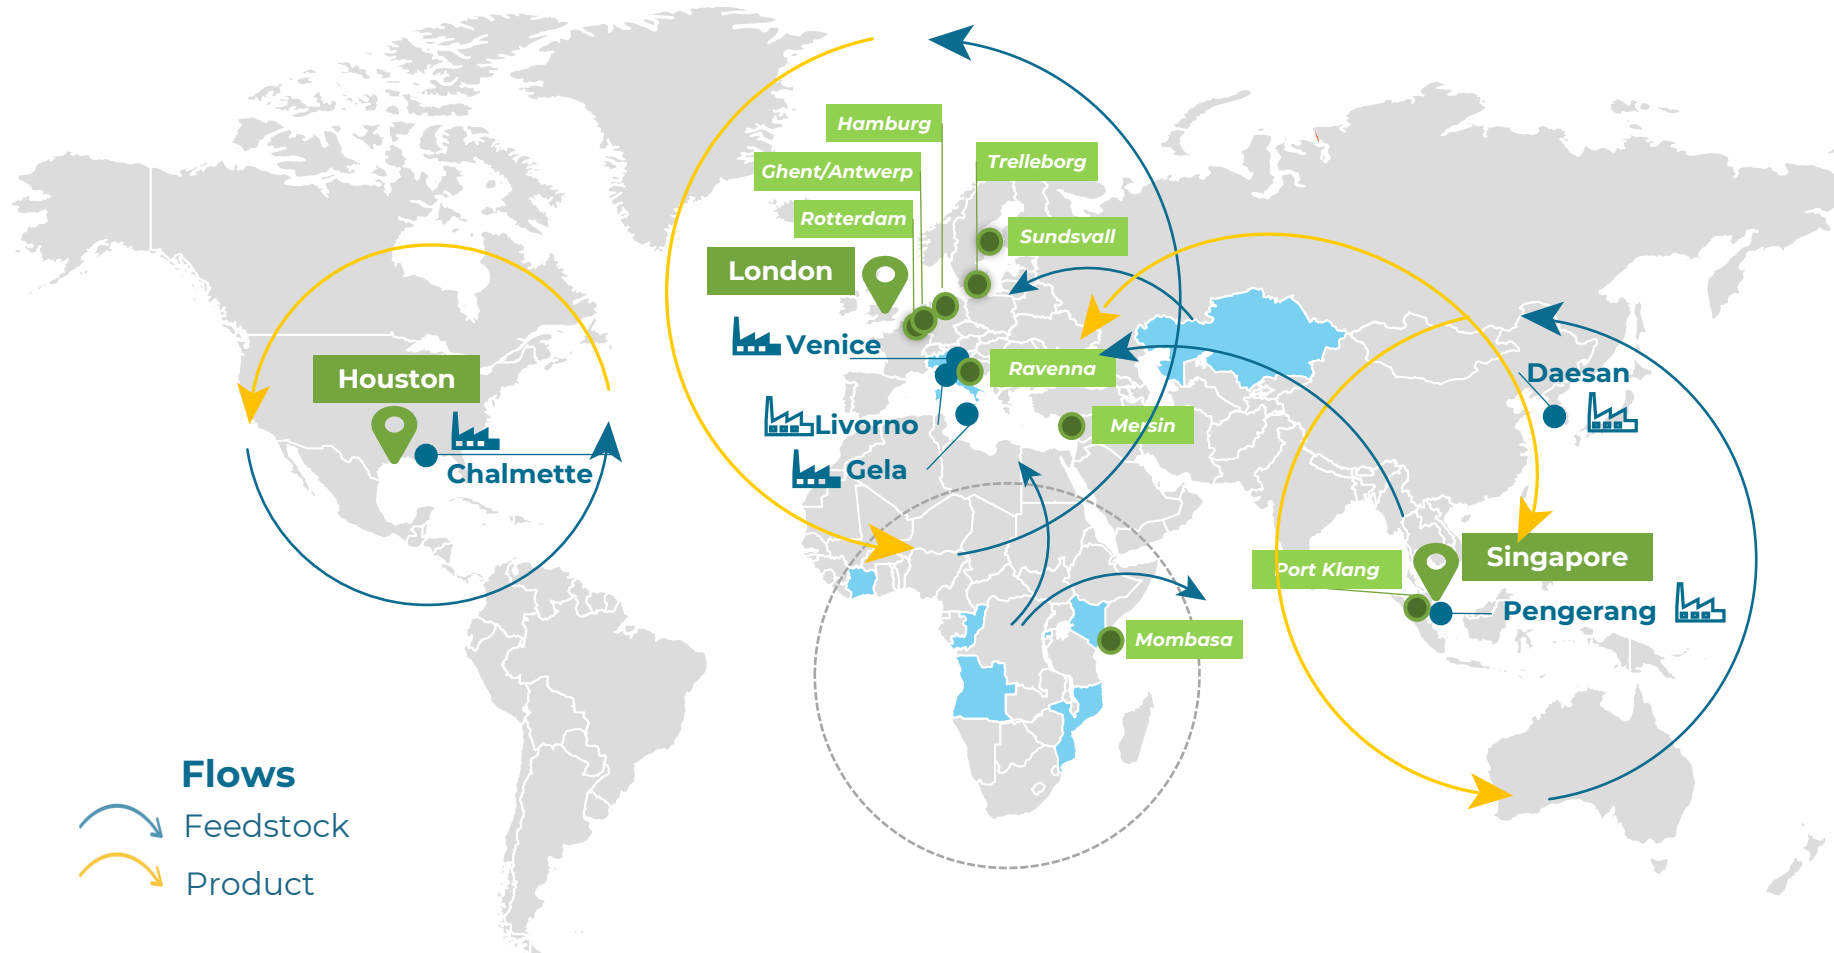 Hamburg
Trelleborg
Ghent/Antwerp
Rotterdam
Sundsvall
London
Venice
Ravenna
Houston
Daesan
Livorno
Mersin
Gela
Chalmette
Singapore
Port Klang
Pengerang
Mombasa
Flows
Feedstock
Product